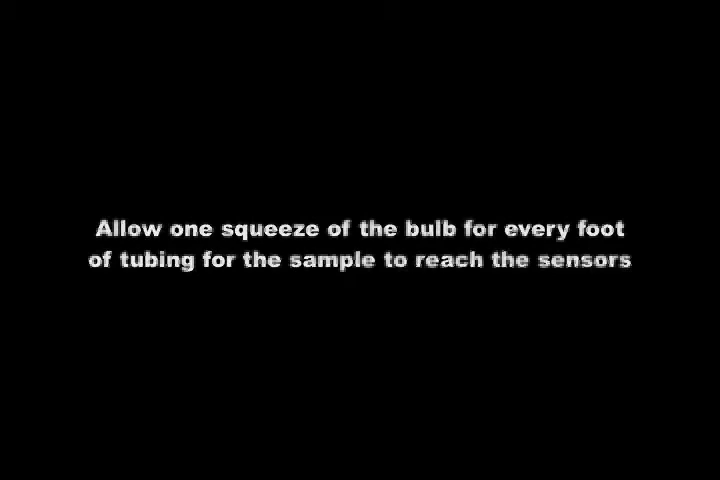 Allow one squeeze of the bulb for every foot
of tubing for the sample to reach the sensors